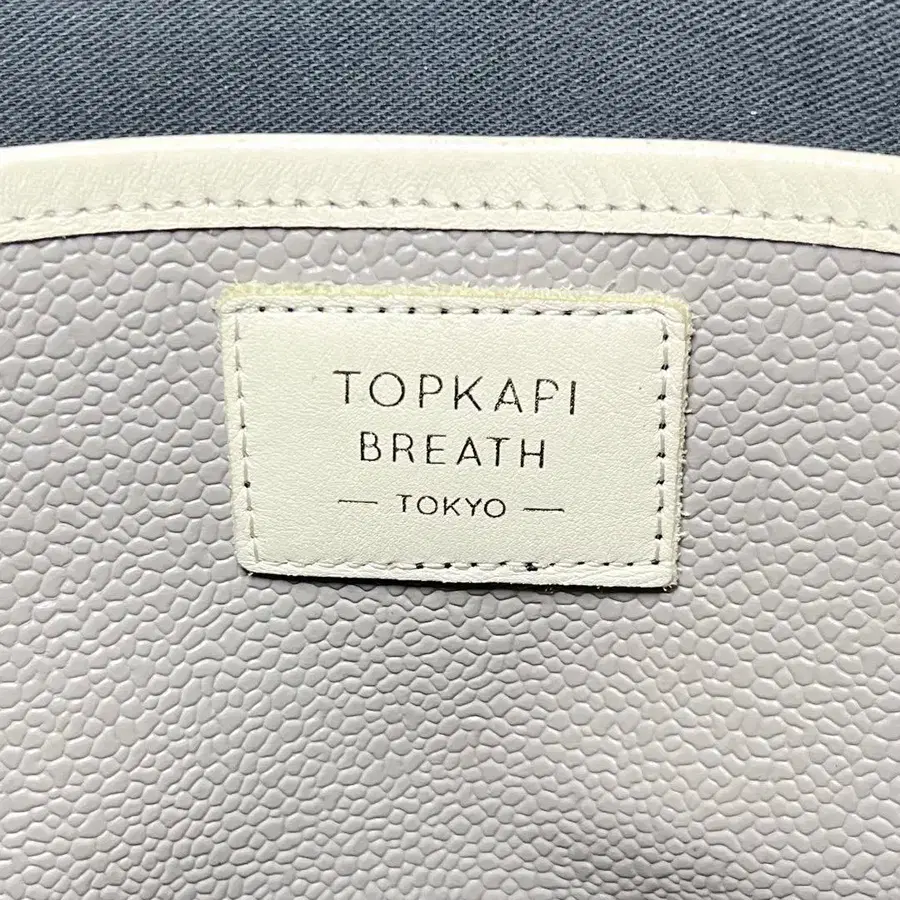 TOPKAPI
BREATH
— TOKYO —